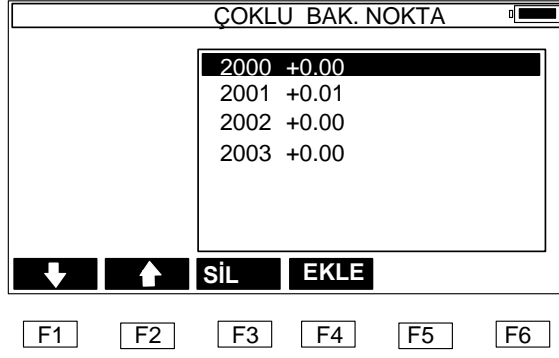 ÇOKLU BAK. NOKTA
2000 +0.00
2001 +0.01
2002 +0.00
2003 +0.00
SİL EKLE
F1 F2 F3 F4 F5 F6